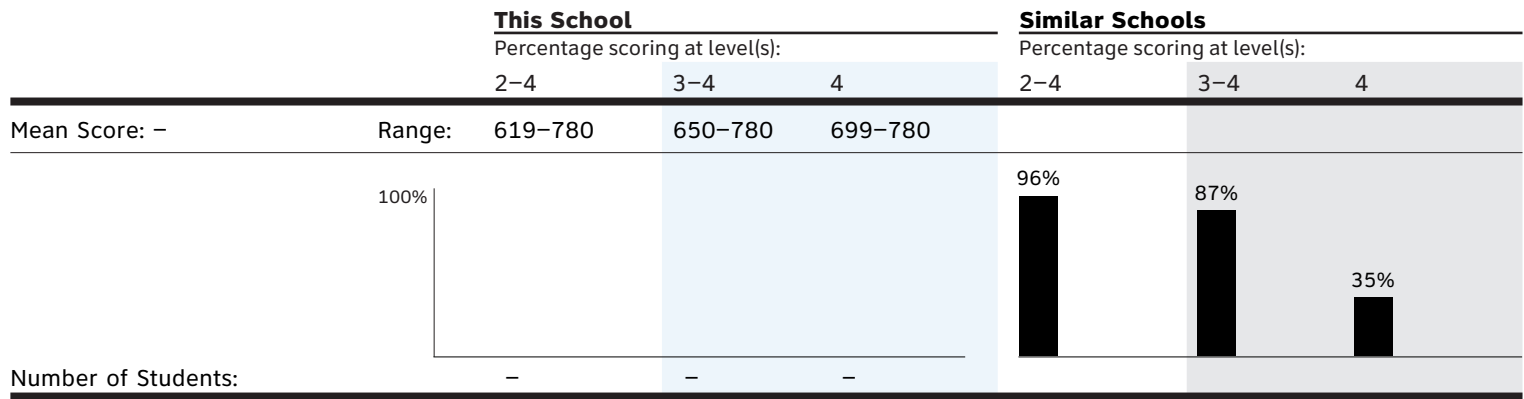 This School Similar Schools
Percentage scoring at level(s): Percentage scoring at level(s):
2–4 3–4 4 2–4 3–4 4
Mean Score: – Range: 619–780 650–780 699–780
96%
87%
100%
35%
Number of Students: – – –